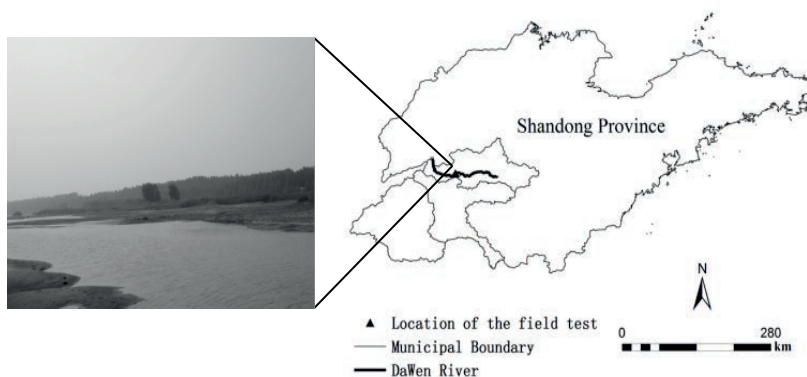 Shandong Province
N
▲ Location of the field test
Municipal Boundary
DaWen River
0 280
km